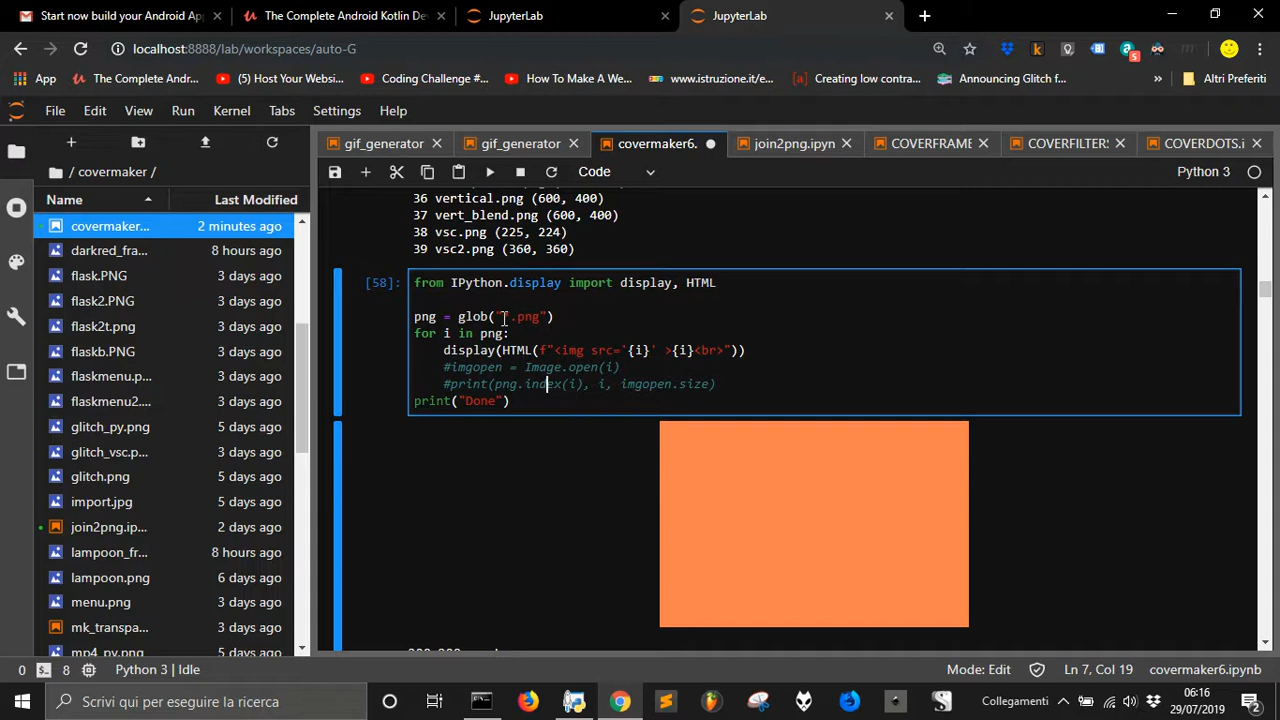 Start now building your Android Ap
The Complete Android Kotlin De
JupyterLab
JupyterLab
localhost:8888/lab/workspaces/auto-G
App
The Complete Andr...
(5) Host Your Websi...
Coding Challenge #...
How To Make A We...
www.istruzione.it/e...
Creating low contra...
Announcing Glitch f...
»
Altri Preferiti
File Edit View Run Kernel Tabs Settings Help
gif_generator
gif_generator
covermaker6.
join2png.ipyn
COVERFRAME
COVERFILTERS
COVERDOTS.i
/ covermaker /
Code
Python 3
Name Last Modified
covermaker... 2 minutes ago
darkred_fra... 8 hours ago
flask.PNG 3 days ago
flask2.PNG 3 days ago
flask2t.png 3 days ago
flaskmenu.p... 3 days ago
flaskmenu2.... 3 days ago
glitch_py.png 3 days ago
glitch_vsc.p... 3 days ago
glitch.png 5 days ago
import.jpg 5 days ago
join2png.ip... 2 days ago
lampoon_fr... 8 hours ago
lampoon.png 6 days ago
menu.png 3 days ago
mk_transpa... 3 days ago
mp4_py.png 5 days ago
36 vertical.png (600, 400)
37 vert_blend.png (600, 400)
38 vsc.png (225, 224)
39 vsc2.png (360, 360)
[58]:
from IPython.display import display, HTML
png = glob("*.png")
for i in png:
display(HTML(f"<img src='{i}' >{i}<br>"))
#imgopen = Image.open(i)
#print(png.index(i), i, imgopen.size)
print("Done")
0 8 Python 3 | Idle
Mode: Edit Ln 7, Col 19 covermaker6.ipynb
Scrivi qui per eseguire la ricerca
Collegamenti
06:16
29/07/2019
2